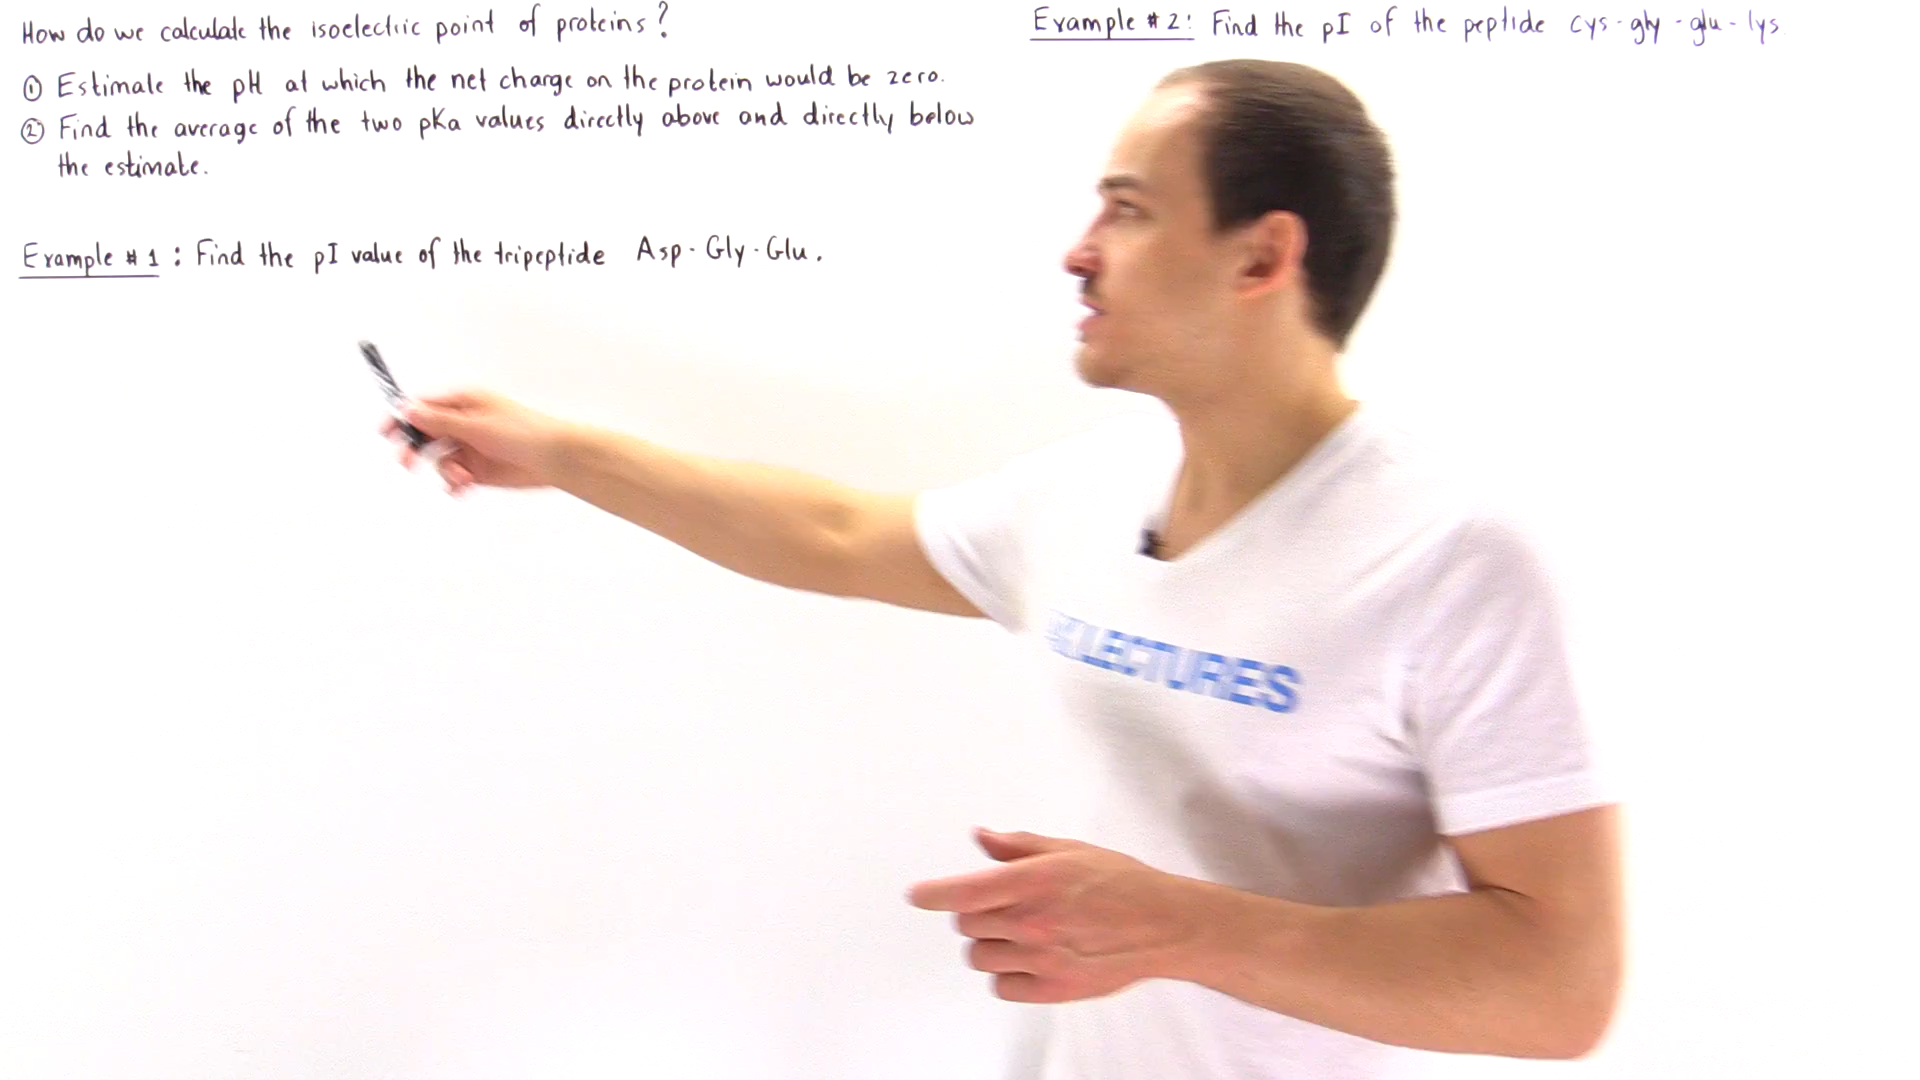 How do we calculate the isoelectric point of proteins?
① Estimate the pH at which the net charge on the protein would be zero.
② Find the average of the two pKa values directly above and directly below
the estimate.
Example #1: Find the pI value of the tripeptide Asp-Gly-Glu.
Example #2: Find the pI of the peptide cys-gly-glu-lys
LECTURES